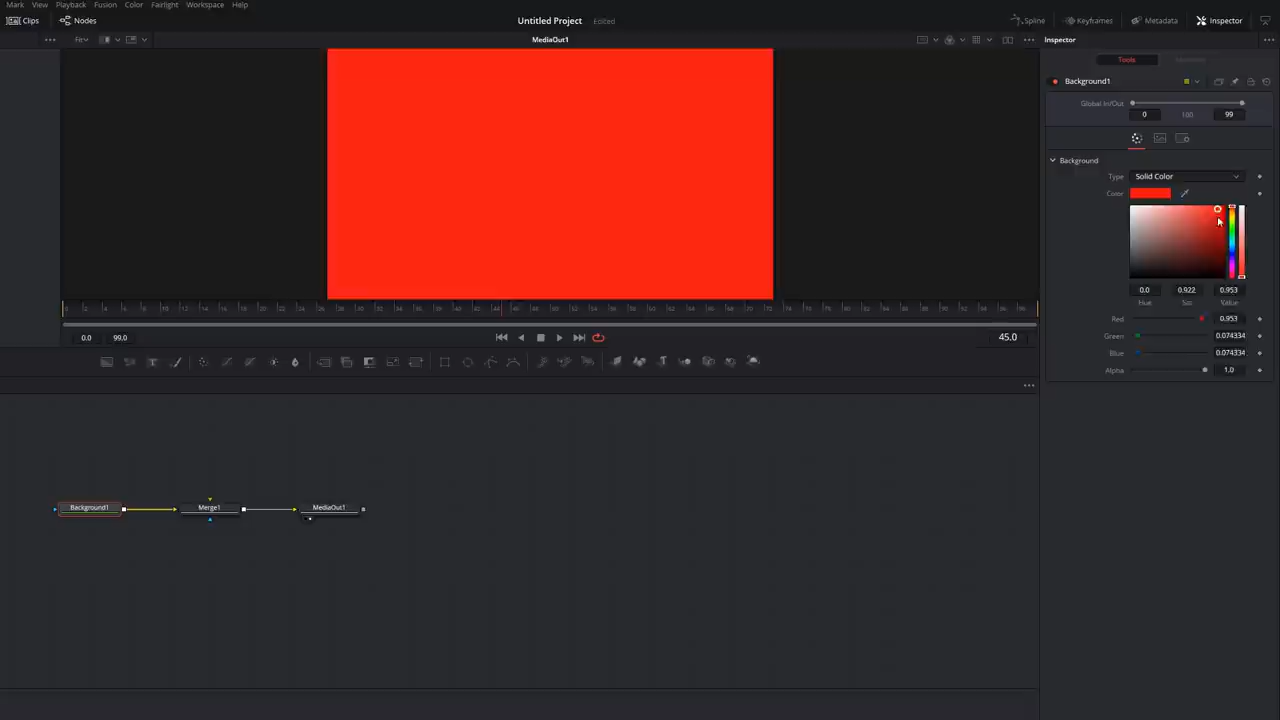 Mark View Playback Fusion Color Fairlight Workspace Help
Clips Nodes Untitled Project Edited Spline Keyframes Metadata Inspector
MediaOut1 Inspector
Tools
Background1
Global In/Out
0 100 99
Background
Type Solid Color
Color
0.0 0.922 0.953
Hue Value
Red 0.953
Green 0.074334
Blue 0.074334
Alpha 1.0
0.0 99.0 45.0
Background1 Merge1 MediaOut1